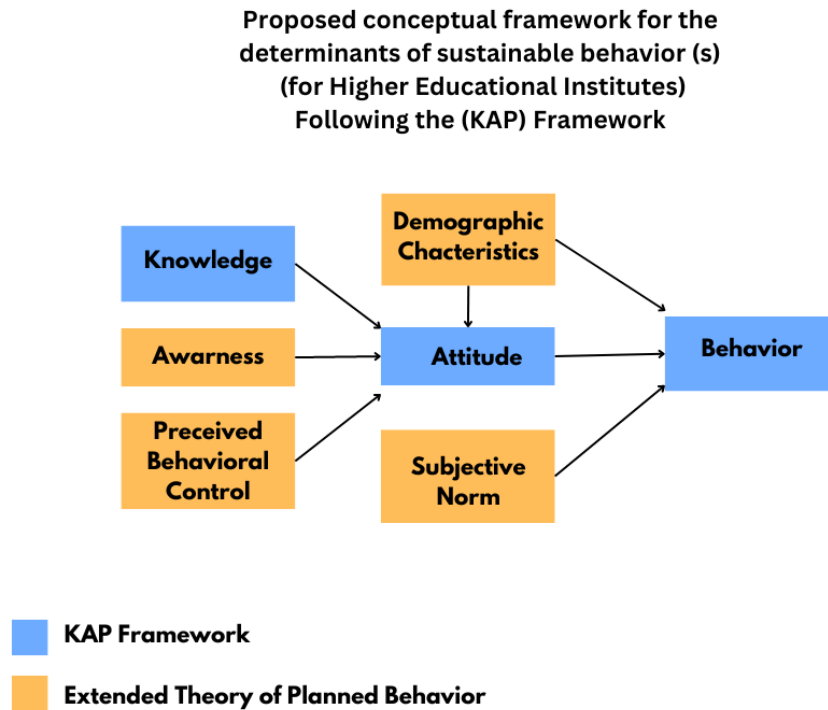 Proposed conceptual framework for the
determinants of sustainable behavior (s)
(for Higher Educational Institutes)
Following the (KAP) Framework
Demographic
Chacteristics
Knowledge
Awarness
Attitude
Behavior
Preceived
Behavioral
Control
Subjective
Norm
KAP Framework
Extended Theory of Planned Behavior